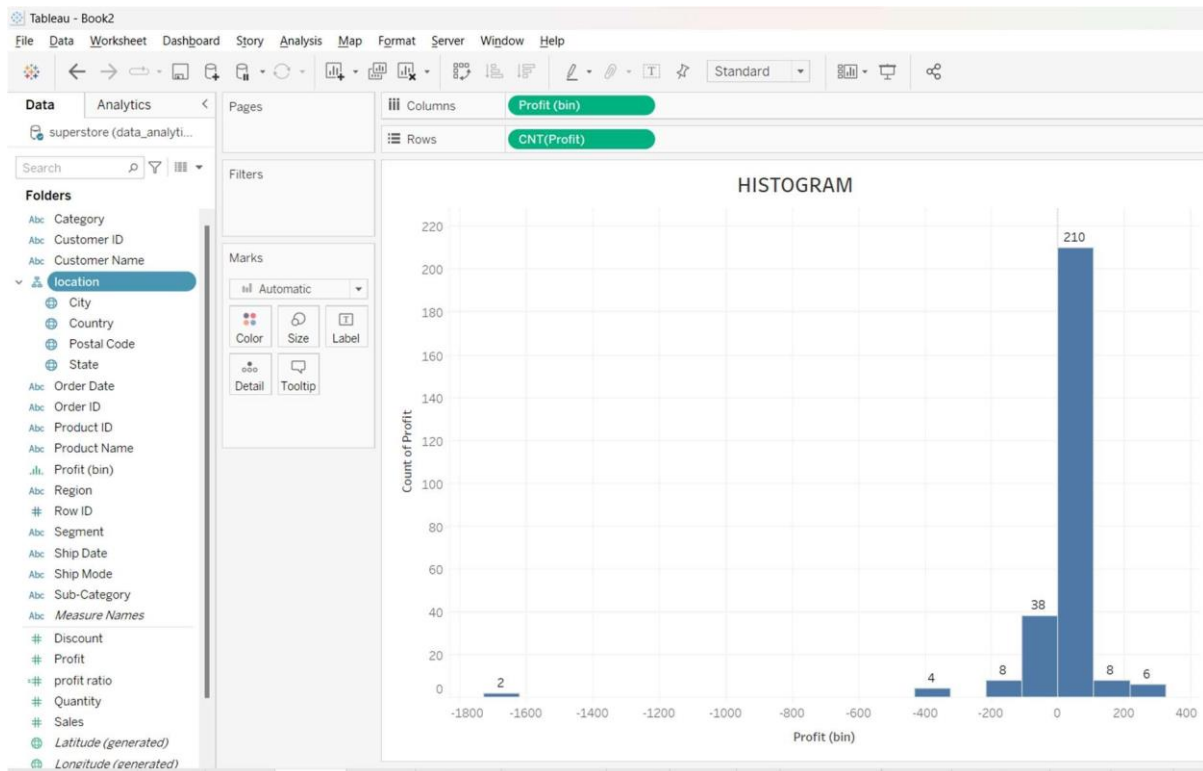 Tableau - Book2
File Data Worksheet Dashboard Story Analysis Map Format Server Window Help
Standard
Data Analytics
superstore (data_analyti...
Search
Folders
Abc Category
Abc Customer ID
Abc Customer Name
location
City
Country
Postal Code
State
Abc Order Date
Abc Order ID
Abc Product ID
Abc Product Name
Profit (bin)
Abc Region
# Row ID
Abc Segment
Abc Ship Date
Abc Ship Mode
Abc Sub-Category
Abc Measure Names
# Discount
# Profit
=# profit ratio
# Quantity
# Sales
Latitude (generated)
Longitude (generated)
Pages
Filters
Marks
Automatic
Color Size Label
Detail Tooltip
Columns Profit (bin)
Rows CNT(Profit)
HISTOGRAM
Count of Profit
220
200
180
160
140
120
100
80
60
40
20
0
2 4 8 38 210 8 6
-1800 -1600 -1400 -1200 -1000 -800 -600 -400 -200 0 200 400
Profit (bin)